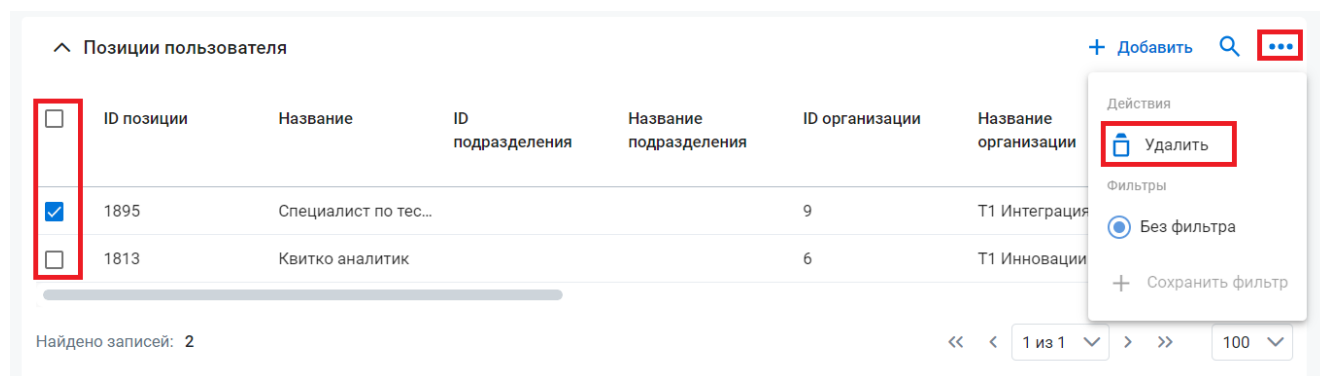 Позиции пользователя
Добавить
ID позиции
Название
ID подразделения
Название подразделения
ID организации
Название организации
Действия
Удалить
Фильтры
Без фильтра
Сохранить фильтр
1895
Специалист по тес...
9
Т1 Интеграция
1813
Квитко аналитик
6
Т1 Инновации
Найдено записей: 2
1 из 1
100